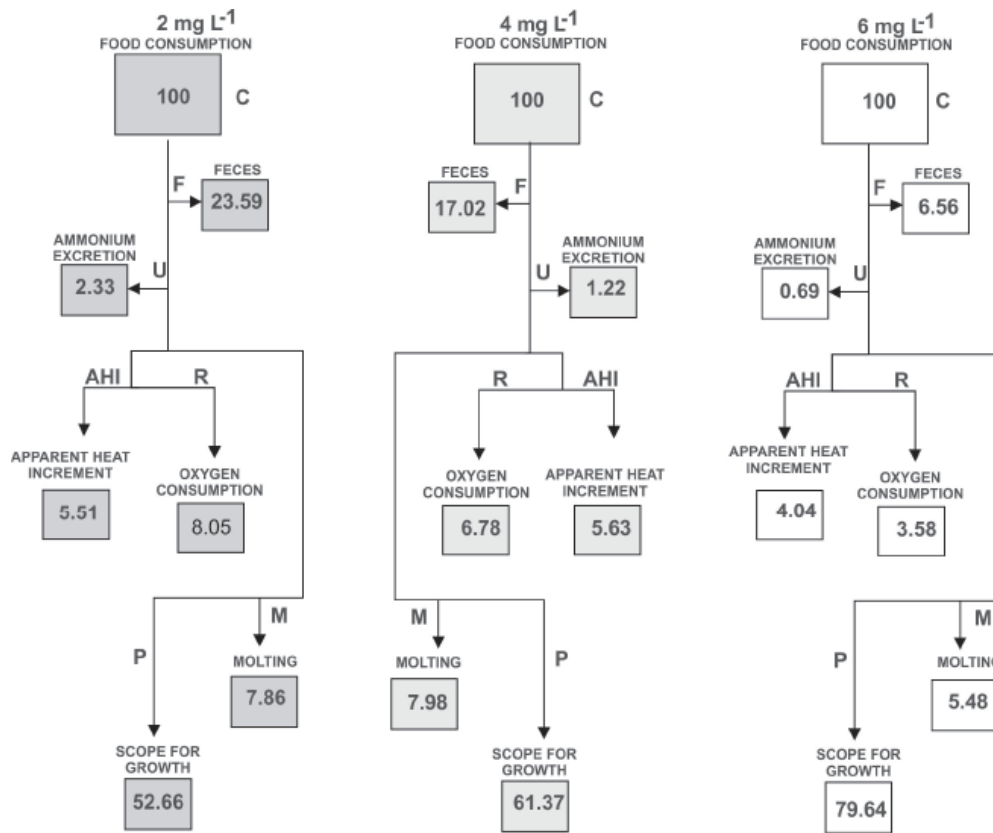 2 mg L-1
FOOD CONSUMPTION
100
C
F
FECES
23.59
AMMONIUM
EXCRETION
U
2.33
AHI
R
APPARENT HEAT
INCREMENT
5.51
OXYGEN
CONSUMPTION
8.05
P
M
MOLTING
7.86
SCOPE FOR
GROWTH
52.66
4 mg L-1
FOOD CONSUMPTION
100
C
FECES
F
17.02
AMMONIUM
EXCRETION
U
1.22
R
AHI
OXYGEN
CONSUMPTION
6.78
APPARENT HEAT
INCREMENT
5.63
M
P
MOLTING
7.98
SCOPE FOR
GROWTH
61.37
6 mg L-1
FOOD CONSUMPTION
100
C
F
FECES
6.56
AMMONIUM
EXCRETION
U
0.69
AHI
R
APPARENT HEAT
INCREMENT
4.04
OXYGEN
CONSUMPTION
3.58
P
M
MOLTING
5.48
SCOPE FOR
GROWTH
79.64